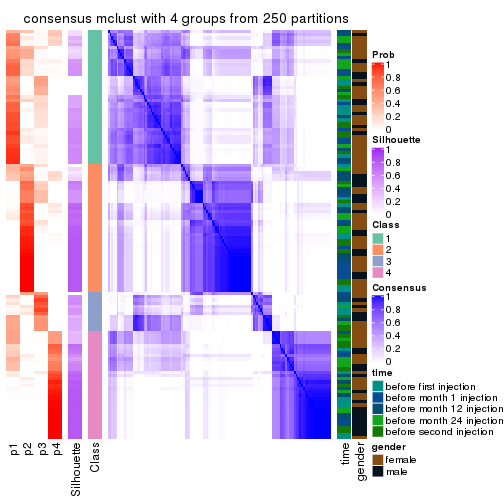 consensus mclust with 4 groups from 250 partitions
Prob
1
0.8
0.6
0.4
0.2
0
Silhouette
1
0.8
0.6
0.4
0.2
0
Class
1
2
3
4
Consensus
1
0.8
0.6
0.4
0.2
0
time
before first injection
before month 1 injection
before month 12 injection
before month 24 injection
before second injection
gender
female
male
p1
p2
p3
p4
Silhouette
Class
time
gender